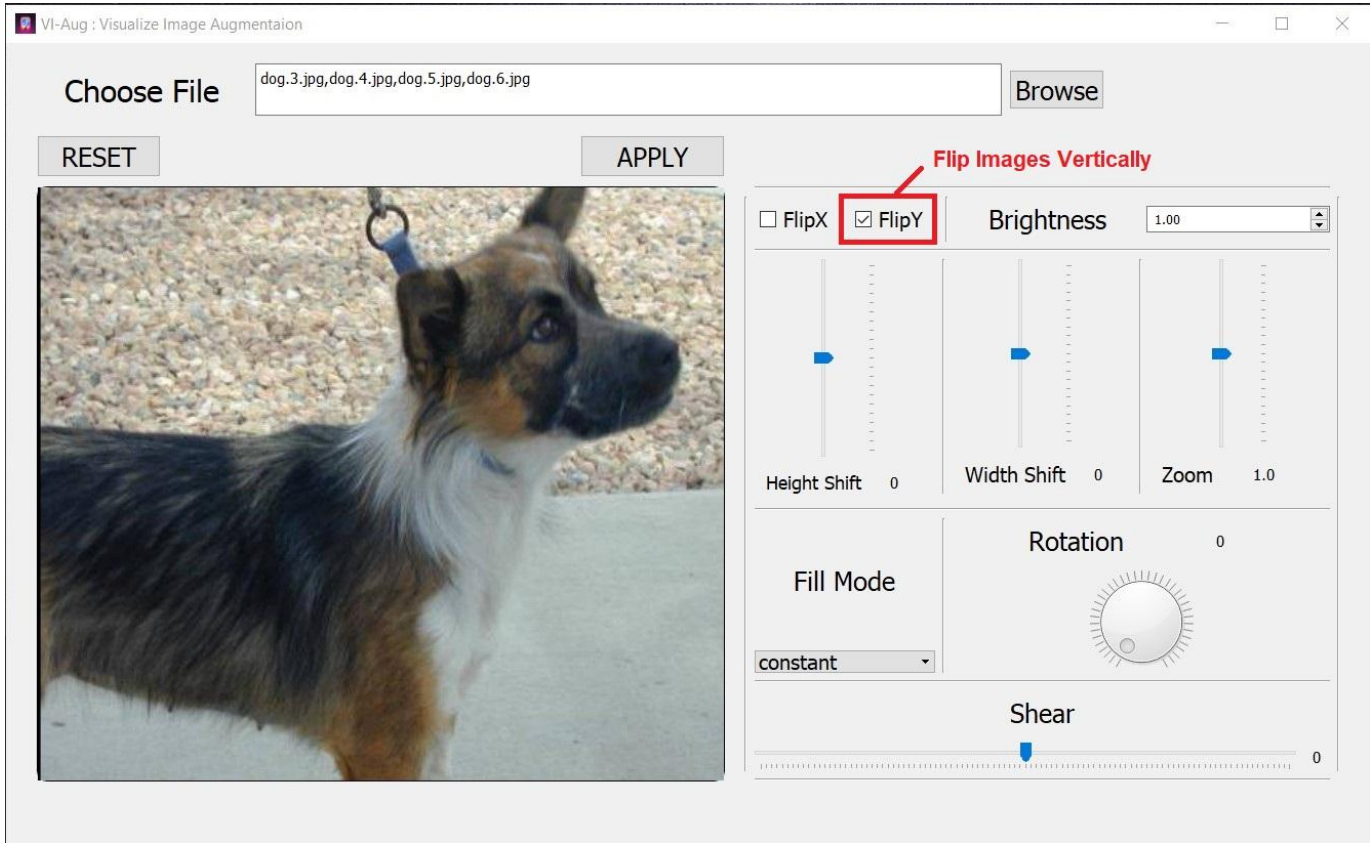 VI-Aug : Visualize Image Augmentaion
Choose File
dog.3.jpg,dog.4.jpg,dog.5.jpg,dog.6.jpg
Browse
RESET
APPLY
Flip Images Vertically
FlipX
FlipY
Brightness
1.00
Height Shift 0
Width Shift 0
Zoom 1.0
Fill Mode
constant
Rotation 0
Shear
0